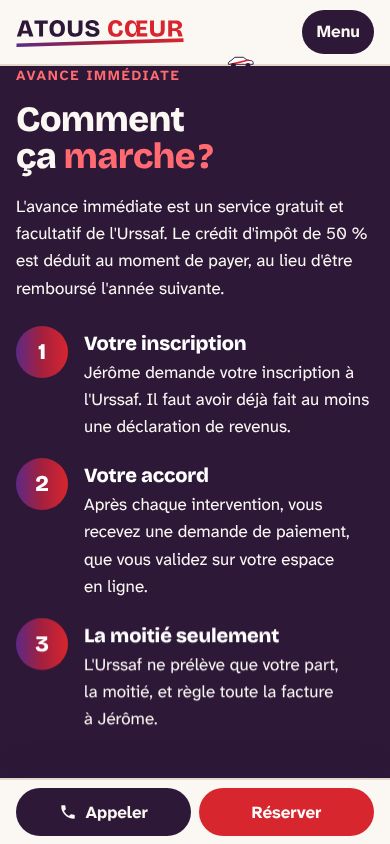 ATOUS CŒUR
Menu
AVANCE IMMÉDIATE
Comment
ça marche ?
L'avance immédiate est un service gratuit et
facultatif de l'Urssaf. Le crédit d'impôt de 50 %
est déduit au moment de payer, au lieu d'être
remboursé l'année suivante.
1
Votre inscription
Jérôme demande votre inscription à
l'Urssaf. Il faut avoir déjà fait au moins
une déclaration de revenus.
2
Votre accord
Après chaque intervention, vous
recevez une demande de paiement,
que vous validez sur votre espace
en ligne.
3
La moitié seulement
L'Urssaf ne prélève que votre part,
la moitié, et règle toute la facture
à Jérôme.
Appeler
Réserver